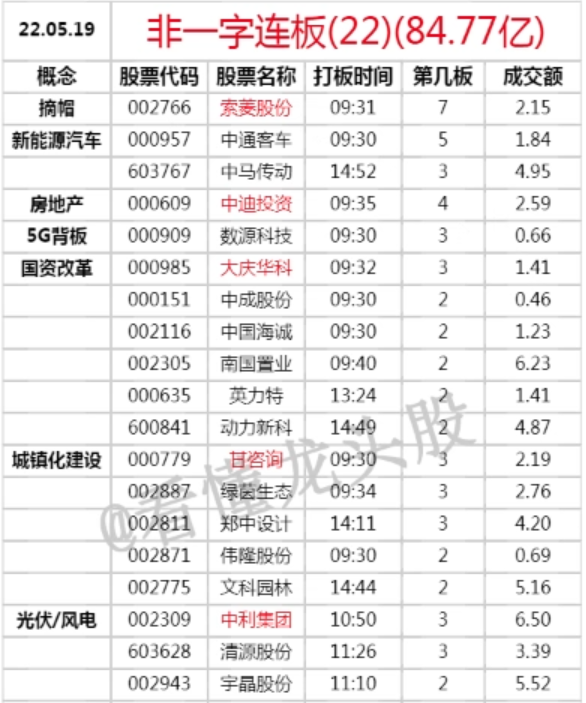 22.05.19 非一字连板(22)(84.77亿)
概念 股票代码 股票名称 打板时间 第几板 成交额
摘帽 002766 索菱股份 09:31 7 2.15
新能源汽车 000957 中通客车 09:30 5 1.84
603767 中马传动 14:52 3 4.95
房地产 000609 中迪投资 09:35 4 2.59
5G背板 000909 数源科技 09:30 3 0.66
国资改革 000985 大庆华科 09:32 3 1.41
000151 中成股份 09:30 2 0.46
002116 中国海诚 09:30 2 1.23
002305 南国置业 09:40 2 6.23
000635 英力特 13:24 2 1.41
600841 动力新科 14:49 2 4.87
城镇化建设 000779 甘咨询 09:30 3 2.19
002887 绿茵生态 09:34 3 2.76
002811 郑中设计 14:11 3 4.20
002871 伟隆股份 09:30 2 0.69
002775 文科园林 14:44 2 5.16
光伏/风电 002309 中利集团 10:50 3 6.50
603628 清源股份 11:26 3 3.39
002943 宇晶股份 11:10 2 5.52
@看懂龙头股